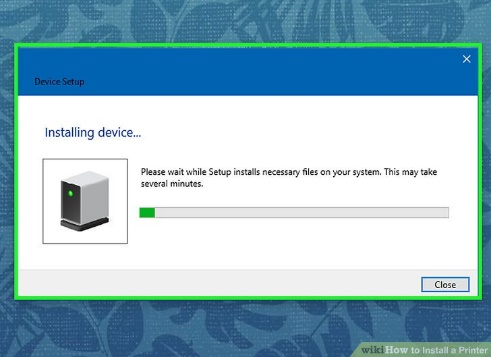 Device Setup
Installing device...
Please wait while Setup installs necessary files on your system. This may take
several minutes.
Close
wikiHow to Install a Printer